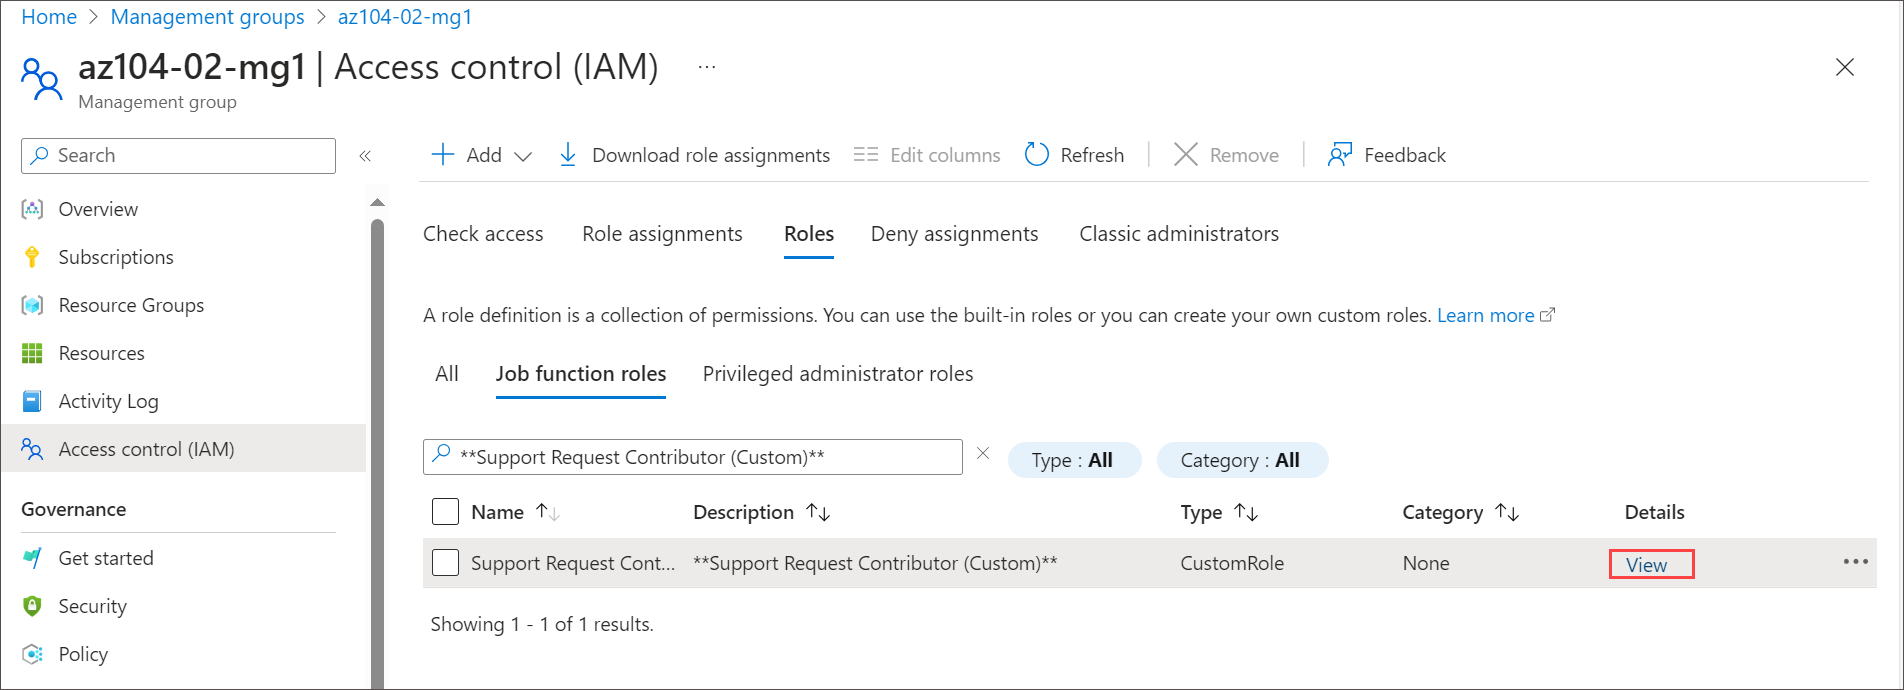 Home > Management groups > az104-02-mg1
az104-02-mg1 | Access control (IAM) ...
Management group
Search
«
Add
Download role assignments
Edit columns
Refresh
Remove
Feedback
Overview
Subscriptions
Resource Groups
Resources
Activity Log
Access control (IAM)
Governance
Get started
Security
Policy
Check access Role assignments Roles Deny assignments Classic administrators
A role definition is a collection of permissions. You can use the built-in roles or you can create your own custom roles. Learn more
All Job function roles Privileged administrator roles
**Support Request Contributor (Custom)**
Type : All
Category : All
Name ↑↓ Description ↑↓ Type ↑↓ Category ↑↓ Details
Support Request Cont... **Support Request Contributor (Custom)** CustomRole None View ...
Showing 1 - 1 of 1 results.